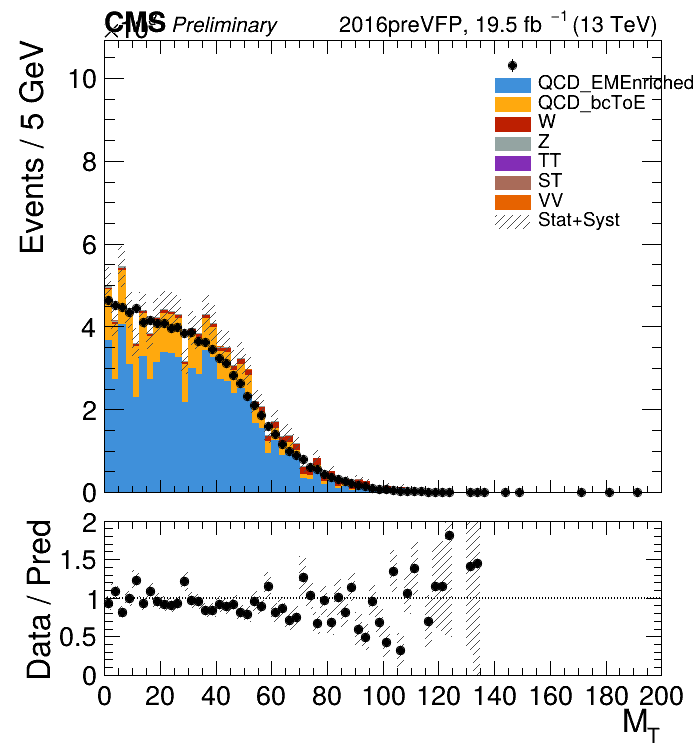 CMS Preliminary 2016preVFP, 19.5 fb⁻¹ (13 TeV)
Events / 5 GeV
10
8
6
4
2
0
QCD_EMEnriched
QCD_bcToE
W
Z
TT
ST
VV
Stat+Syst
Data / Pred
2
1.5
1
0.5
0
0 20 40 60 80 100 120 140 160 180 200
M_T